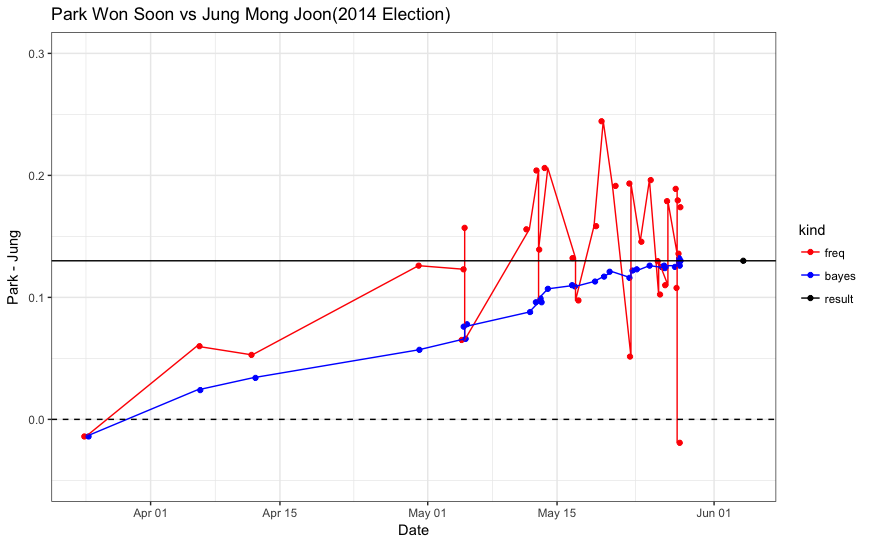 Park Won Soon vs Jung Mong Joon(2014 Election)
0.3
0.2
0.1
0.0
Park - Jung
Apr 01
Apr 15
May 01
May 15
Jun 01
Date
kind
freq
bayes
result